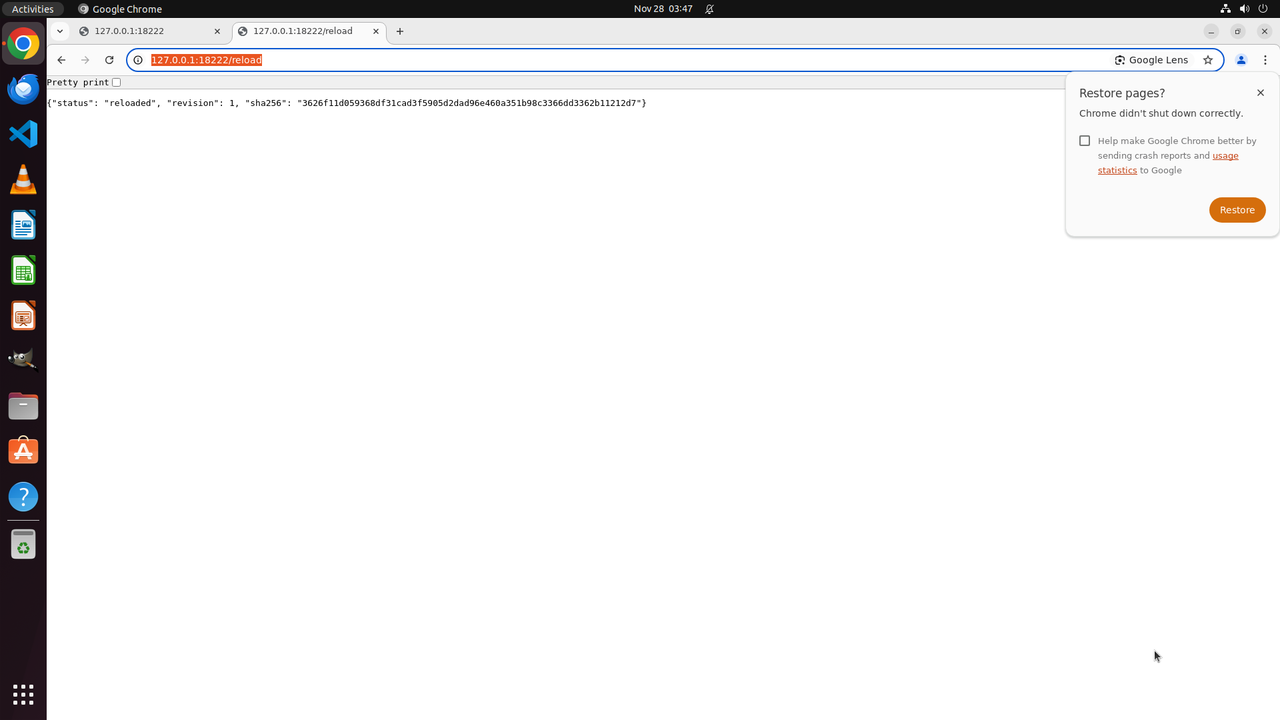 Activities
Google Chrome
Nov 28 03:47
127.0.0.1:18222
127.0.0.1:18222/reload
127.0.0.1:18222/reload
Google Lens
Pretty print
{"status": "reloaded", "revision": 1, "sha256": "3626f11d059368df31cad3f5905d2dad96e460a351b98c3366dd3362b11212d7"}
Restore pages?
Chrome didn't shut down correctly.
Help make Google Chrome better by
sending crash reports and usage
statistics to Google
Restore